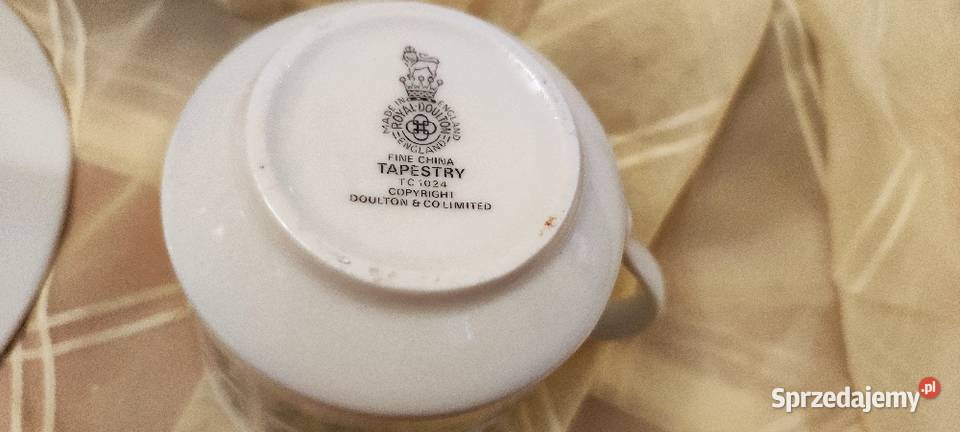 MADE IN ENGLAND
ROYAL DOULTON
ENGLAND
FINE CHINA
TAPESTRY
TC 1024
COPYRIGHT
DOULTON & CO LIMITED
Sprzedajemy.pl